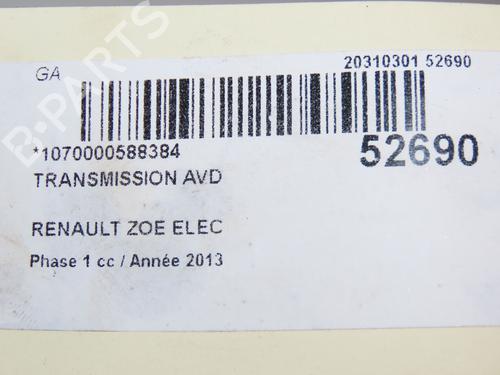 GA
20310301 52690
*1070000588384
52690
TRANSMISSION AVD
RENAULT ZOE ELEC
Phase 1 cc / Année 2013
B-PARTS